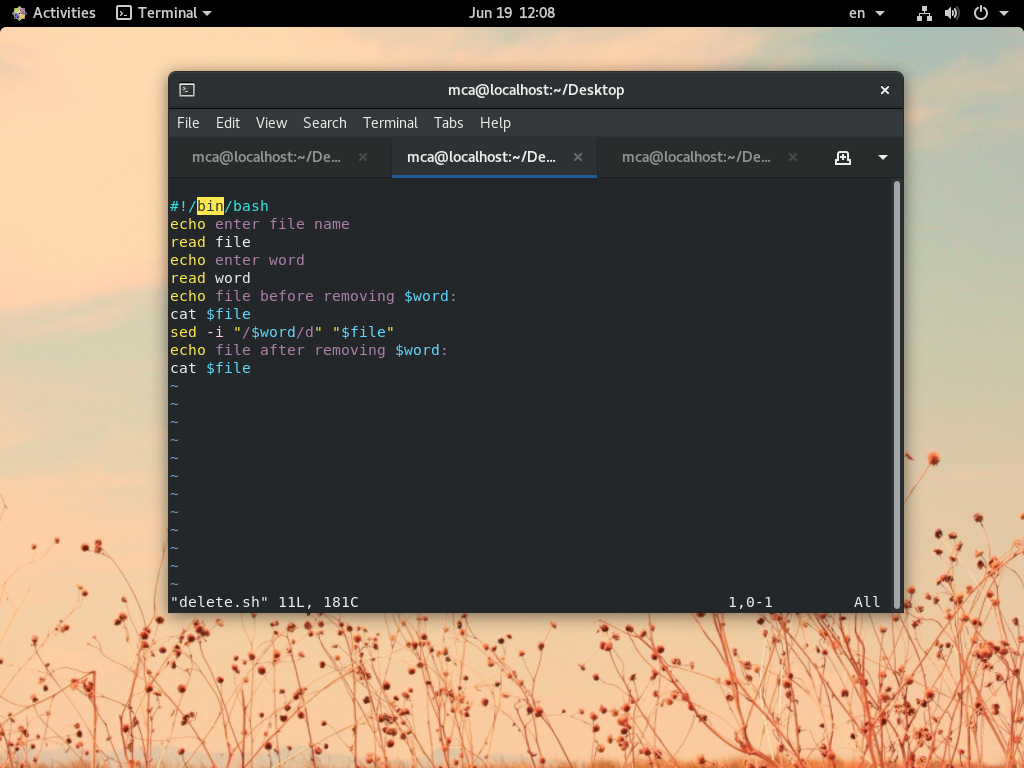 Activities Terminal Jun 19 12:08 en
mca@localhost:~/Desktop
File Edit View Search Terminal Tabs Help
mca@localhost:~/De... mca@localhost:~/De... mca@localhost:~/De...
#!/bin/bash
echo enter file name
read file
echo enter word
read word
echo file before removing $word:
cat $file
sed -i "/$word/d" "$file"
echo file after removing $word:
cat $file
~
~
~
~
~
~
~
~
~
~
~
~
"delete.sh" 11L, 181C 1,0-1 All